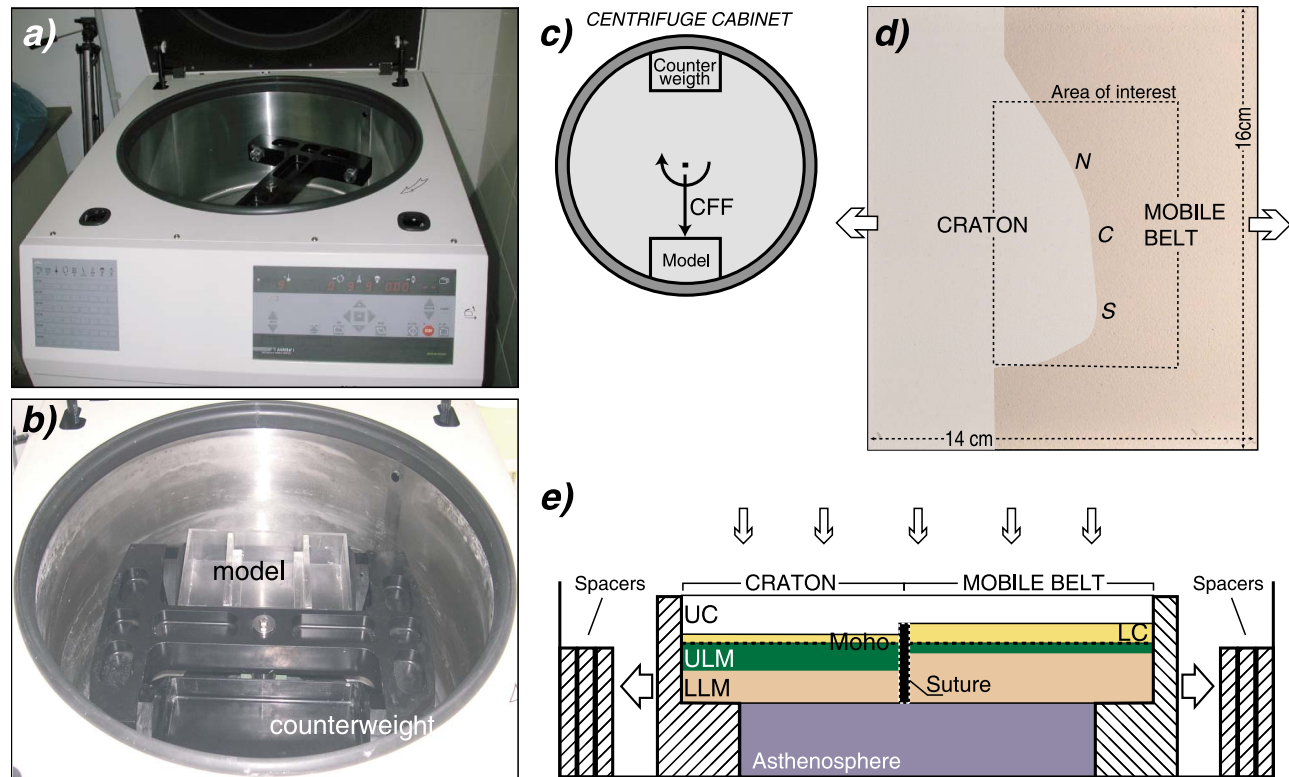 a)
b)
model
counterweight
c)
CENTRIFUGE CABINET
Counter
weigth
CFF
Model
d)
Area of interest
16cm
N
CRATON
MOBILE
BELT
C
S
14 cm
e)
Spacers
CRATON
MOBILE BELT
Spacers
UC
LC
Moho
ULM
LLM
Suture
Asthenosphere